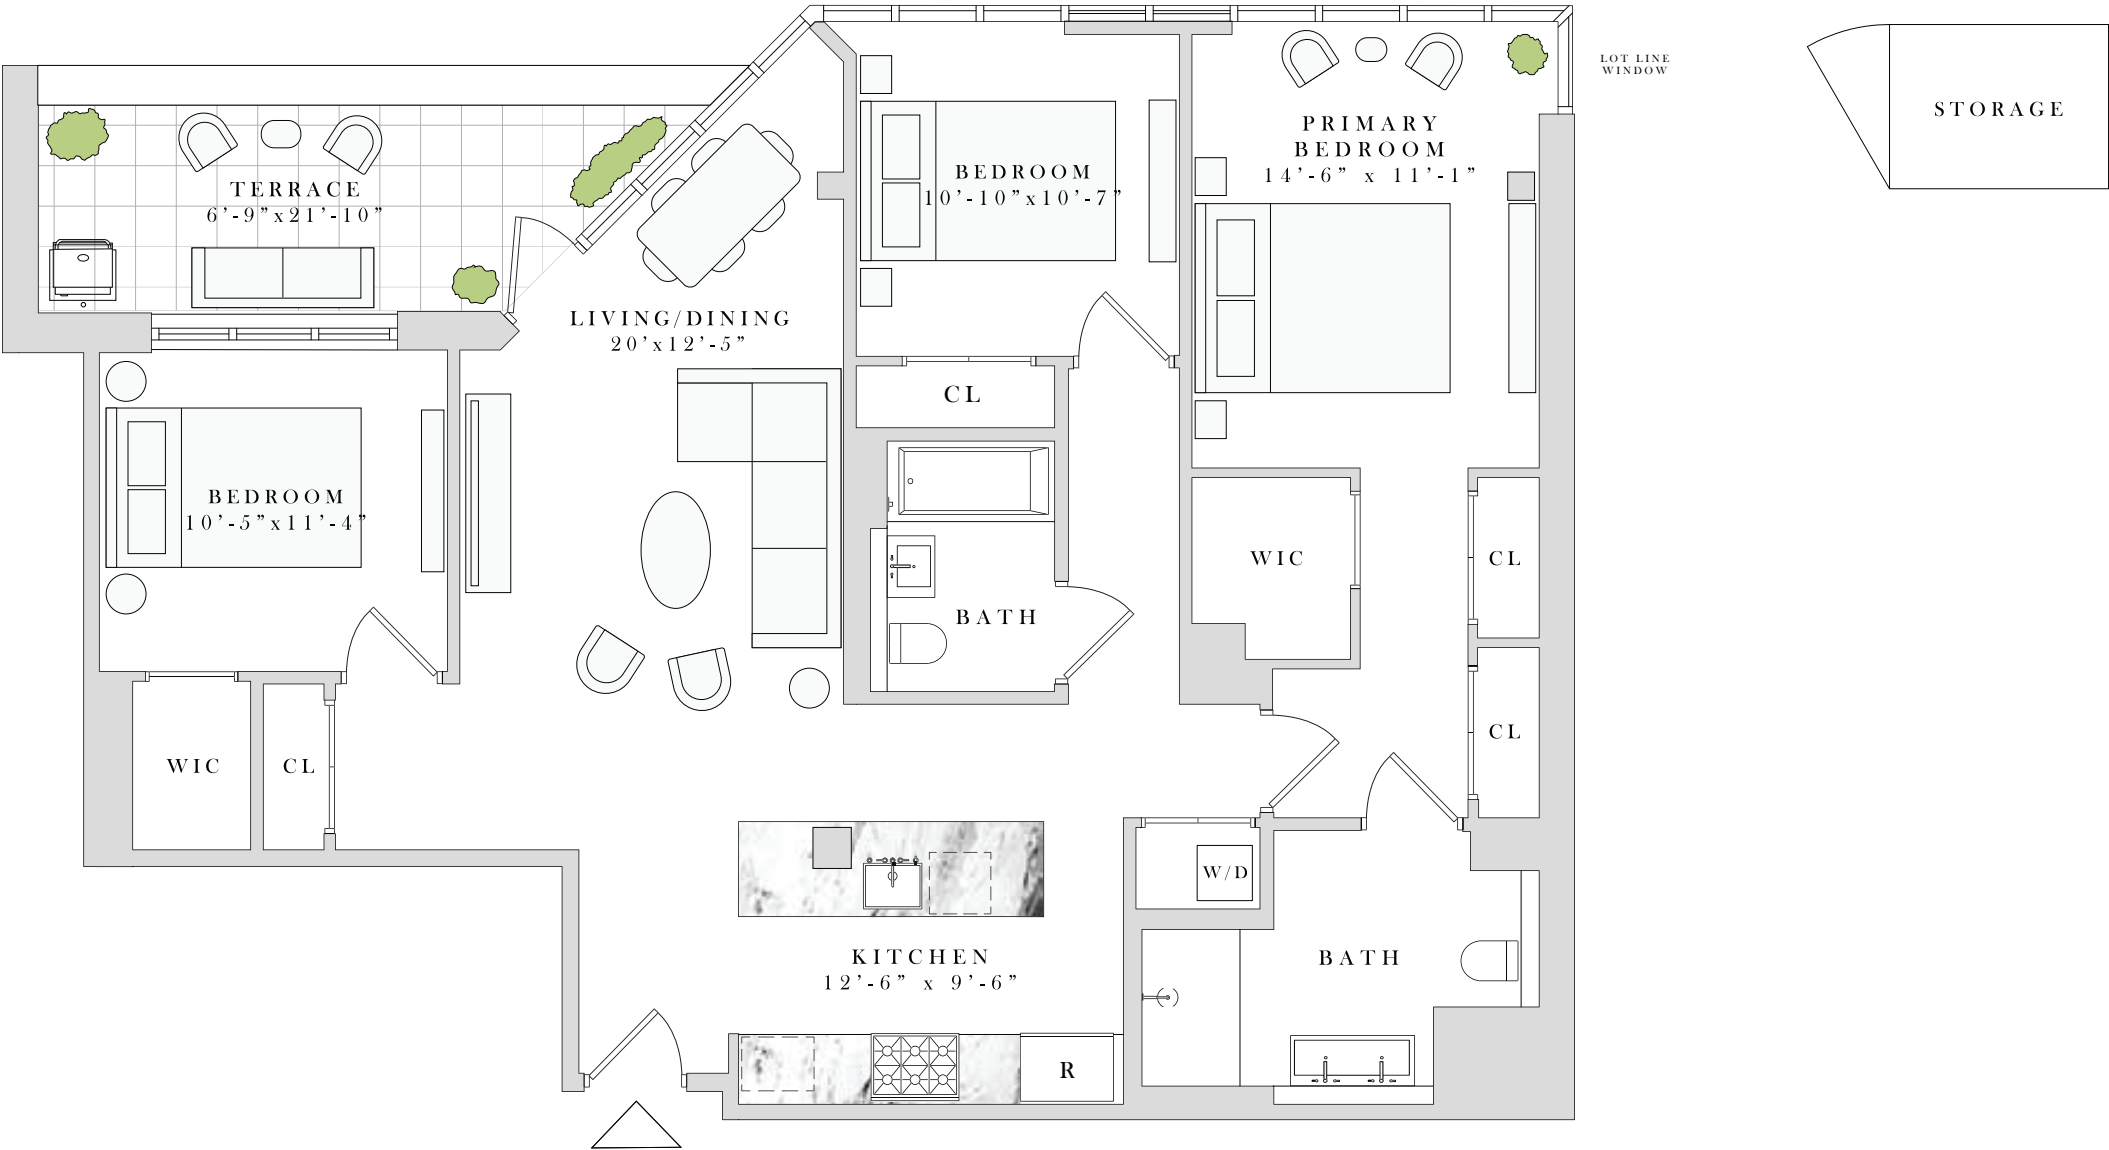 LOT LINE
WINDOW
STORAGE
PRIMARY
BEDROOM
14’-6” x 11’-1”
BEDROOM
10’-10”x10’-7”
TERRACE
6’-9”x21’-10”
LIVING/DINING
20’x12’-5”
CL
BEDROOM
10’-5”x11’-4”
WIC
CL
BATH
CL
WIC
CL
W/D
KITCHEN
12’-6” x 9’-6”
BATH
R